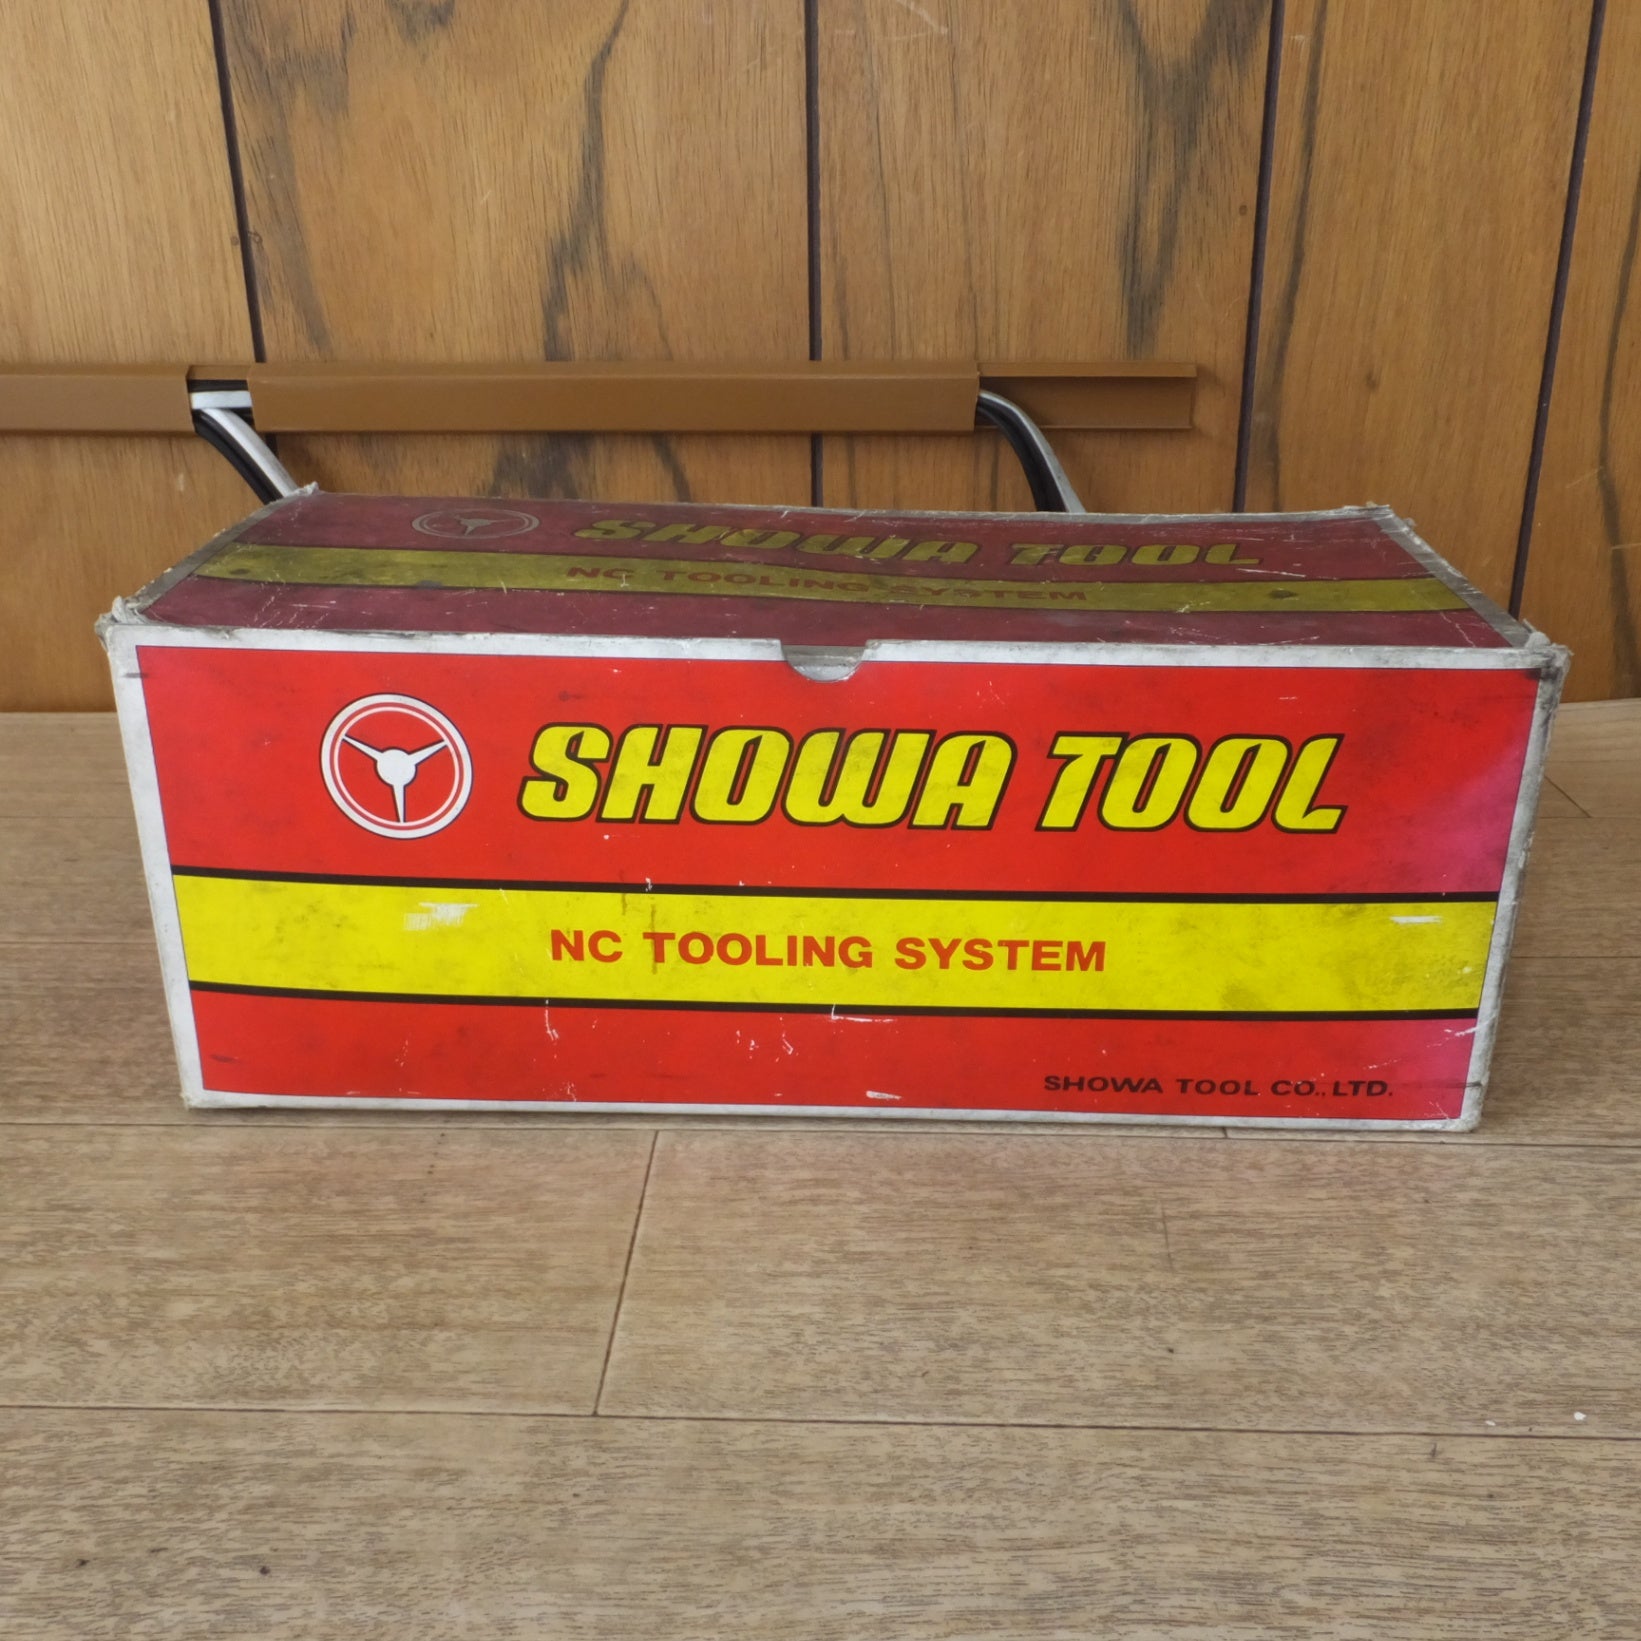 SHOWA TOOL
NC TOOLING SYSTEM
SHOWA TOOL
NC TOOLING SYSTEM
SHOWA TOOL CO.,LTD.